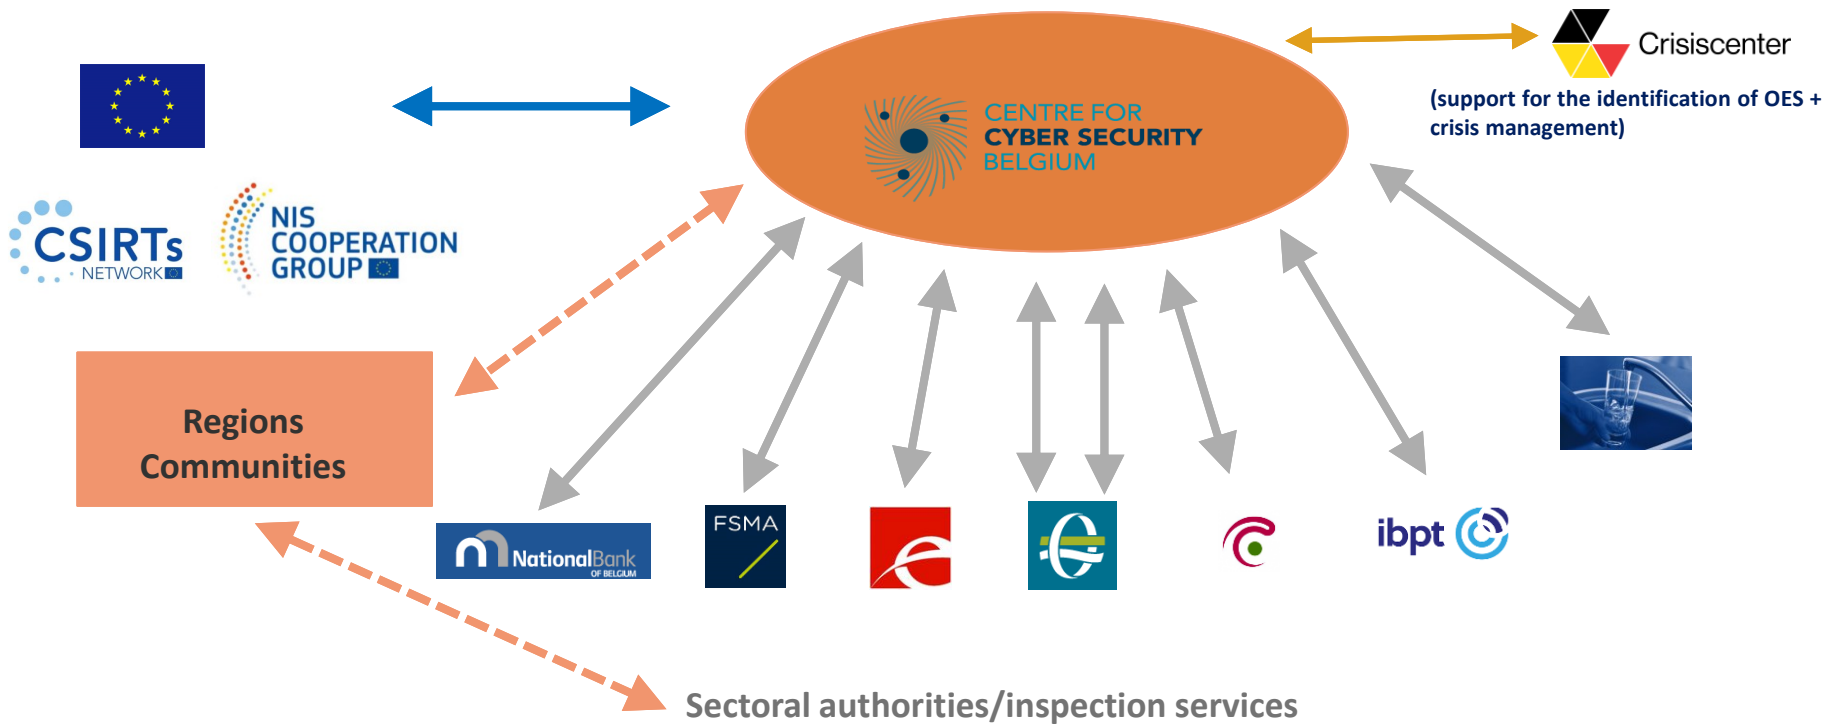 Crisiscenter
(support for the identification of OES +
crisis management)
CENTRE FOR
CYBER SECURITY
BELGIUM
CSIRTs
NETWORK
NIS
COOPERATION
GROUP
Regions
Communities
NationalBank
OF BELGIUM
FSMA
ibpt
Sectoral authorities/inspection services